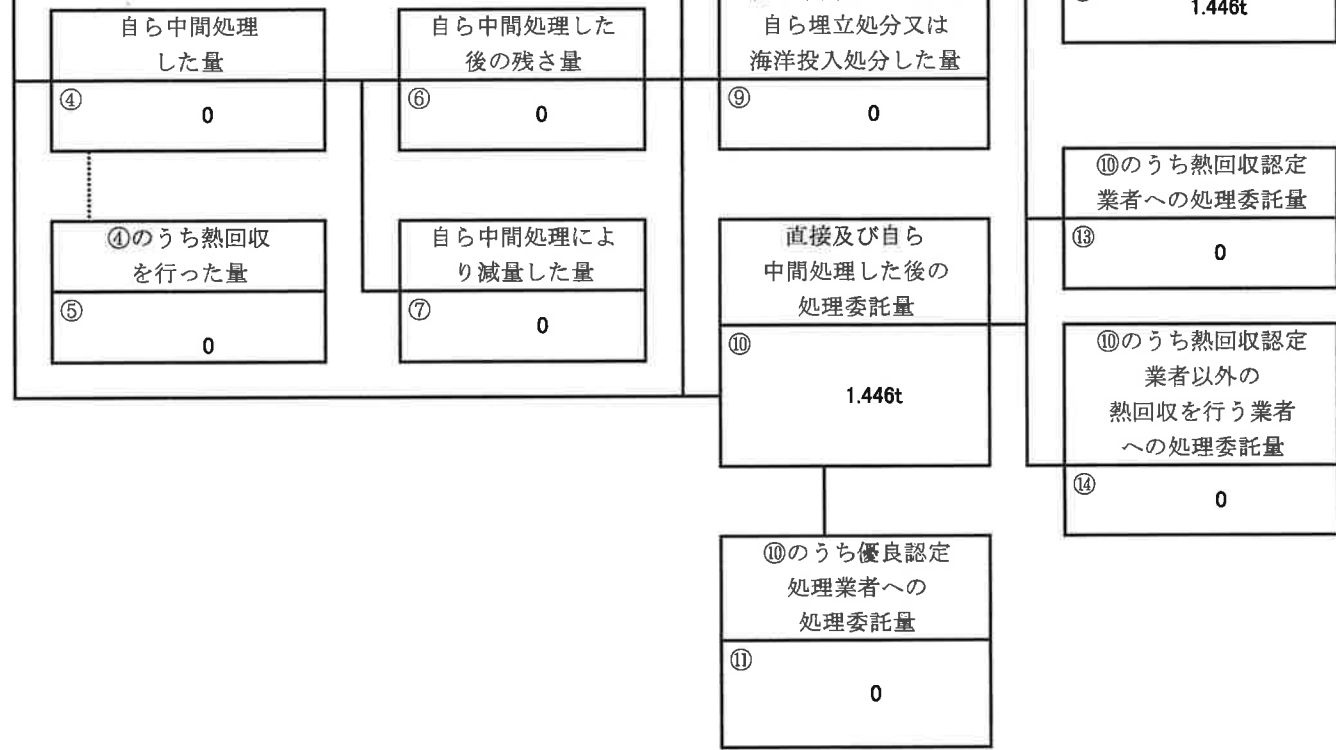 自ら中間処理
した量
④
0
自ら中間処理した
後の残さ量
⑥
0
自ら埋立処分又は
海洋投入処分した量
⑨
0
1.446t
④のうち熱回収
を行った量
⑤
0
自ら中間処理によ
り減量した量
⑦
0
直接及び自ら
中間処理した後の
処理委託量
⑩
1.446t
⑩のうち熱回収認定
業者への処理委託量
⑬
0
⑩のうち熱回収認定
業者以外の
熱回収を行う業者
への処理委託量
⑭
0
⑩のうち優良認定
処理業者への
処理委託量
⑪
0